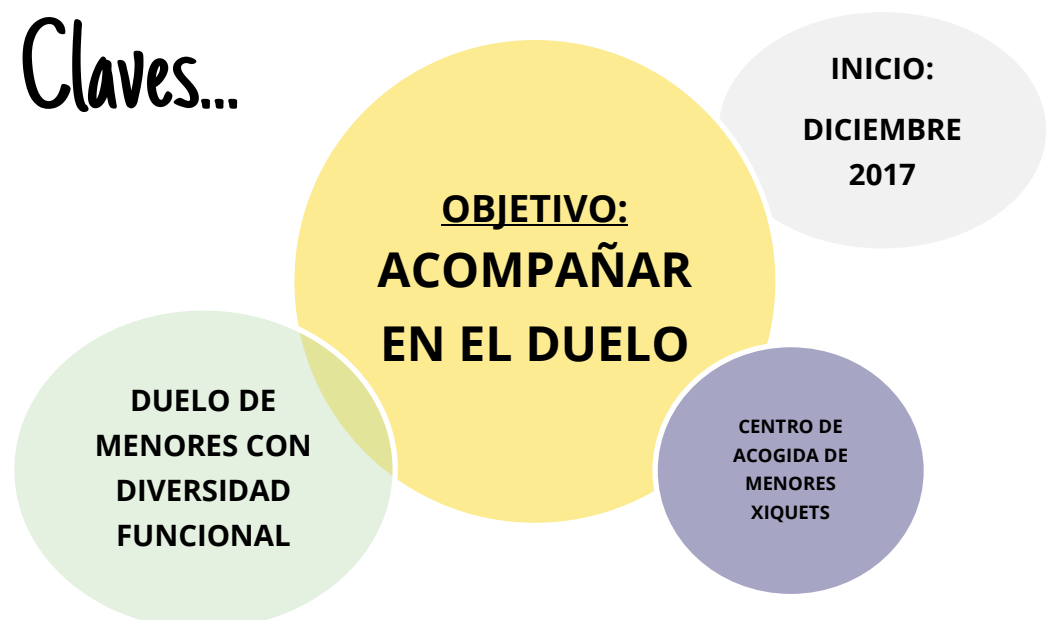 Claves...
INICIO:
DICIEMBRE
2017
OBJETIVO:
ACOMPAÑAR
EN EL DUELO
DUELO DE
MENORES CON
DIVERSIDAD
FUNCIONAL
CENTRO DE
ACOGIDA DE
MENORES
XIQUETS